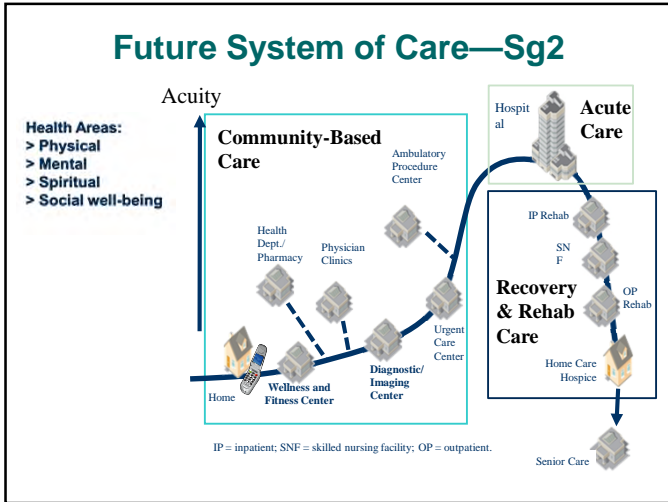 Future System of Care—Sg2
Acuity
Health Areas:
> Physical
> Mental
> Spiritual
> Social well-being
Community-Based
Care
Ambulatory
Procedure
Center
Health
Dept./
Pharmacy
Physician
Clinics
Urgent
Care
Center
Home
Wellness and
Fitness Center
Diagnostic/
Imaging
Center
Hospit
al
Acute
Care
IP Rehab
SN
F
Recovery
& Rehab
Care
OP
Rehab
Home Care
Hospice
Senior Care
IP = inpatient; SNF = skilled nursing facility; OP = outpatient.